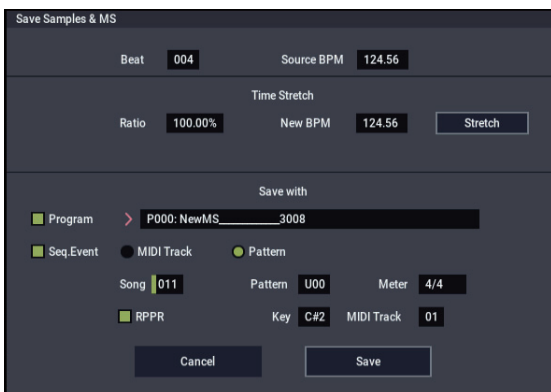 Save Samples & MS
Beat 004 Source BPM 124.56
Time Stretch
Ratio 100.00% New BPM 124.56 Stretch
Save with
Program P000: NewMS__________3008
Seq.Event MIDI Track Pattern
Song 011 Pattern U00 Meter 4/4
RPPR Key C#2 MIDI Track 01
Cancel Save